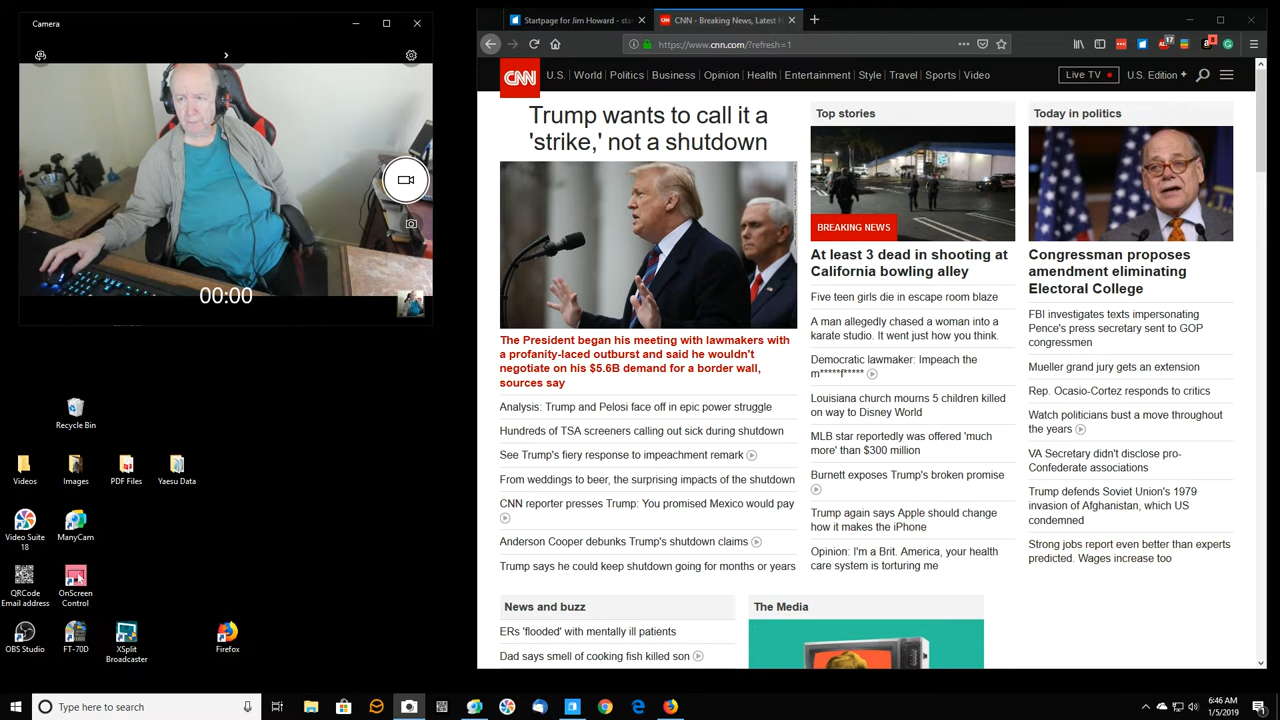 Camera
00:00
Recycle Bin
Videos
Images
PDF Files
Yaesu Data
Video Suite
18
ManyCam
QRCode
Email address
OnScreen
Control
OBS Studio
FT-70D
XSplit
Broadcaster
Firefox
Startpage for Jim Howard - sta
CNN - Breaking News, Latest N
https://www.cnn.com/?refresh=1
17
8
CNN
U.S. World Politics Business Opinion Health Entertainment Style Travel Sports Video
Live TV
U.S. Edition
Trump wants to call it a
'strike,' not a shutdown
The President began his meeting with lawmakers with
a profanity-laced outburst and said he wouldn't
negotiate on his $5.6B demand for a border wall,
sources say
Analysis: Trump and Pelosi face off in epic power struggle
Hundreds of TSA screeners calling out sick during shutdown
See Trump's fiery response to impeachment remark
From weddings to beer, the surprising impacts of the shutdown
CNN reporter presses Trump: You promised Mexico would pay
Anderson Cooper debunks Trump's shutdown claims
Trump says he could keep shutdown going for months or years
Top stories
BREAKING NEWS
At least 3 dead in shooting at
California bowling alley
Five teen girls die in escape room blaze
A man allegedly chased a woman into a
karate studio. It went just how you think.
Democratic lawmaker: Impeach the
m*****f*****
Louisiana church mourns 5 children killed
on way to Disney World
MLB star reportedly was offered 'much
more' than $300 million
Burnett exposes Trump's broken promise
Trump again says Apple should change
how it makes the iPhone
Opinion: I'm a Brit. America, your health
care system is torturing me
Today in politics
Congressman proposes
amendment eliminating
Electoral College
FBI investigates texts impersonating
Pence's press secretary sent to GOP
congressmen
Mueller grand jury gets an extension
Rep. Ocasio-Cortez responds to critics
Watch politicians bust a move throughout
the years
VA Secretary didn't disclose pro-
Confederate associations
Trump defends Soviet Union's 1979
invasion of Afghanistan, which US
condemned
Strong jobs report even better than experts
predicted. Wages increase too
News and buzz
ERs 'flooded' with mentally ill patients
Dad says smell of cooking fish killed son
The Media
Type here to search
6:46 AM
1/5/2019